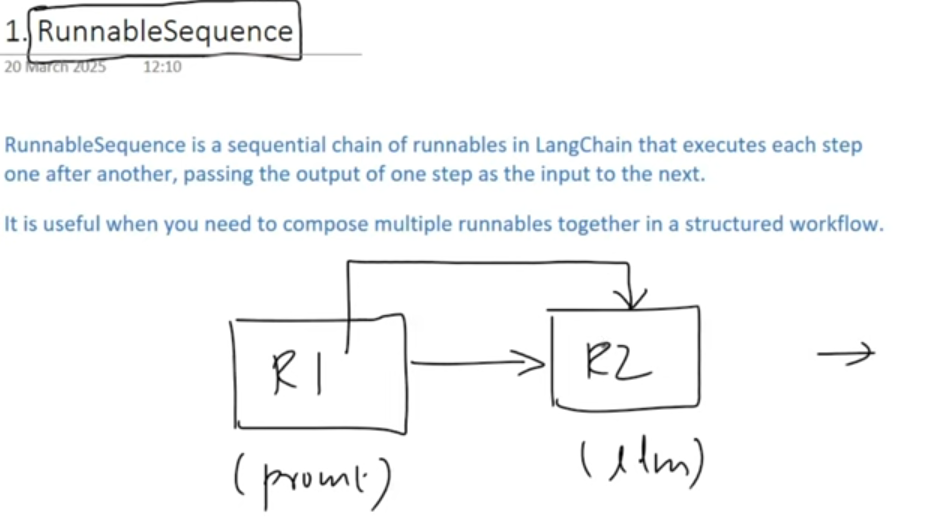 1. RunnableSequence
20 March 2025 12:10
RunnableSequence is a sequential chain of runnables in LangChain that executes each step
one after another, passing the output of one step as the input to the next.
It is useful when you need to compose multiple runnables together in a structured workflow.
R1
R2
(promt)
(llm)